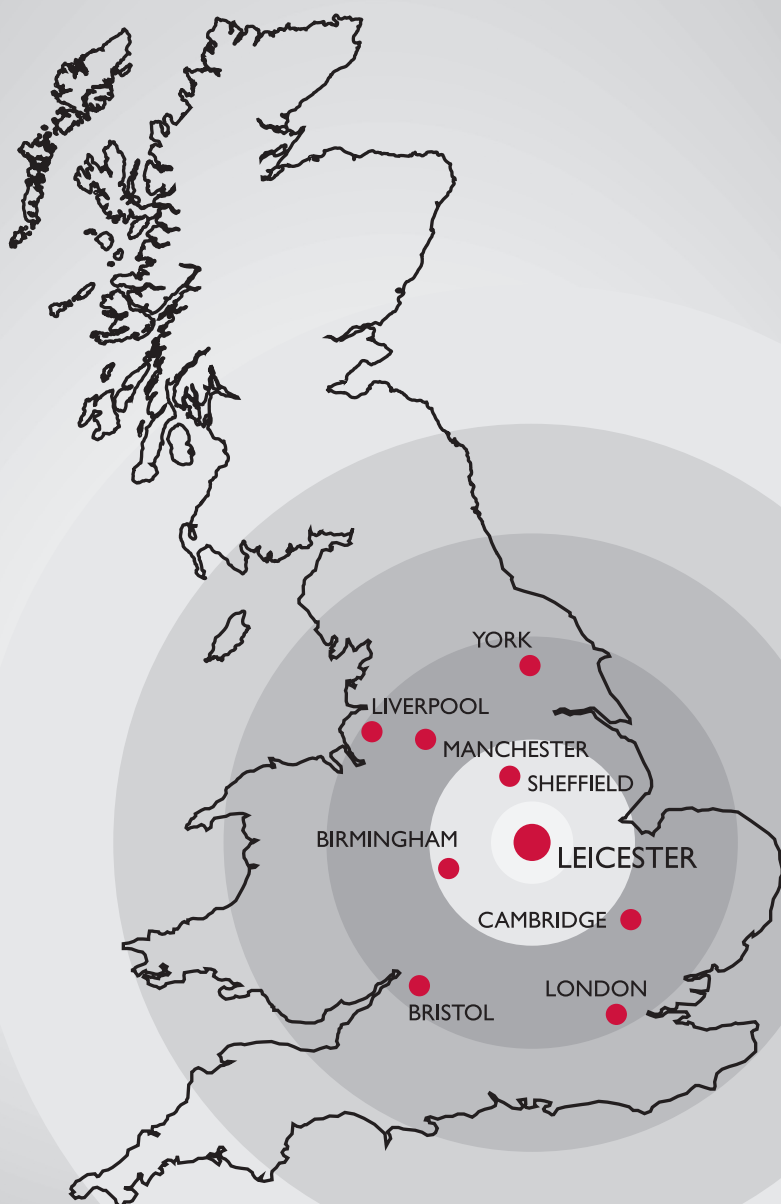 YORK
LIVERPOOL
MANCHESTER
SHEFFIELD
BIRMINGHAM
LEICESTER
CAMBRIDGE
LONDON
BRISTOL